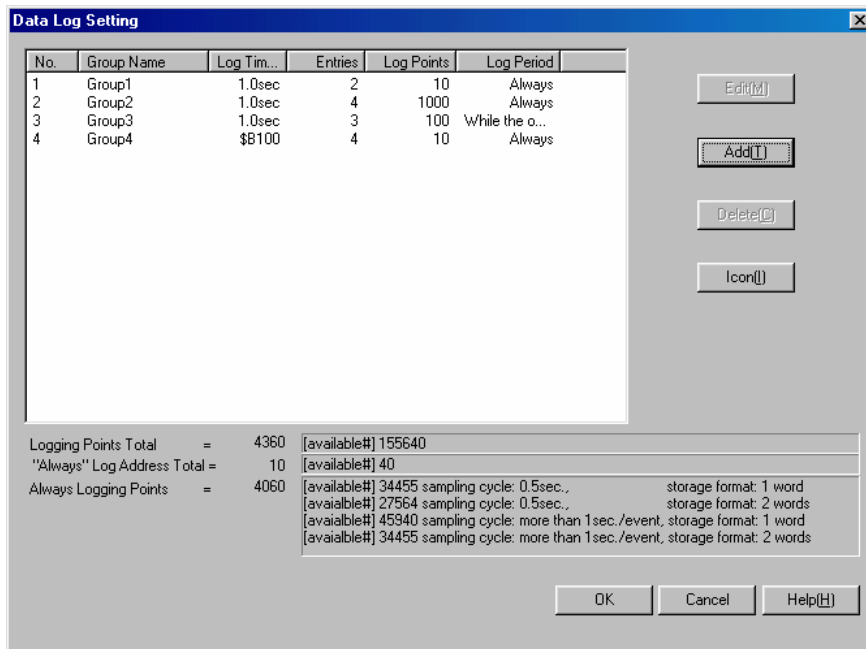 Data Log Setting
No. Group Name Log Tim... Entries Log Points Log Period
1 Group1 1.0sec 2 10 Always
2 Group2 1.0sec 4 1000 Always
3 Group3 1.0sec 3 100 While the o...
4 Group4 $B100 4 10 Always
Edit(M)
Add(T)
Delete(C)
Icon(I)
Logging Points Total = 4360 [available#] 155640
"Always" Log Address Total = 10 [available#] 40
Always Logging Points = 4060 [available#] 34455 sampling cycle: 0.5sec., storage format: 1 word
[avaialble#] 27564 sampling cycle: 0.5sec., storage format: 2 words
[avaialble#] 45940 sampling cycle: more than 1sec./event, storage format: 1 word
[avaialble#] 34455 sampling cycle: more than 1sec./event, storage format: 2 words
OK Cancel Help(H)